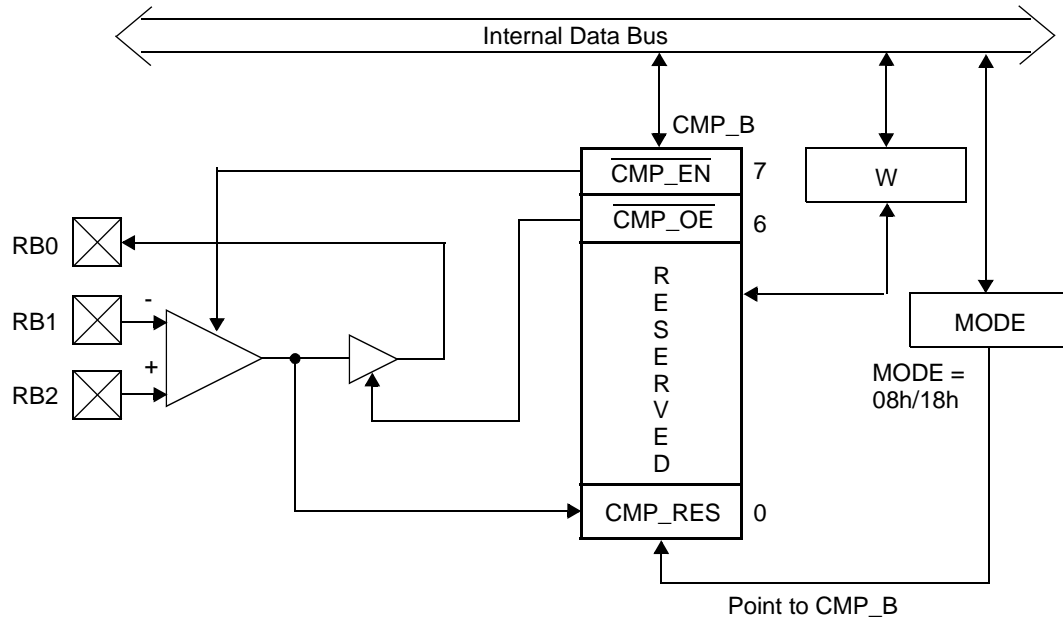 Internal Data Bus
CMP_B
CMP_EN 7
W
CMP_OE 6
RB0
RESERVED
-
RB1
MODE
+
RB2
MODE =
08h/18h
CMP_RES 0
Point to CMP_B